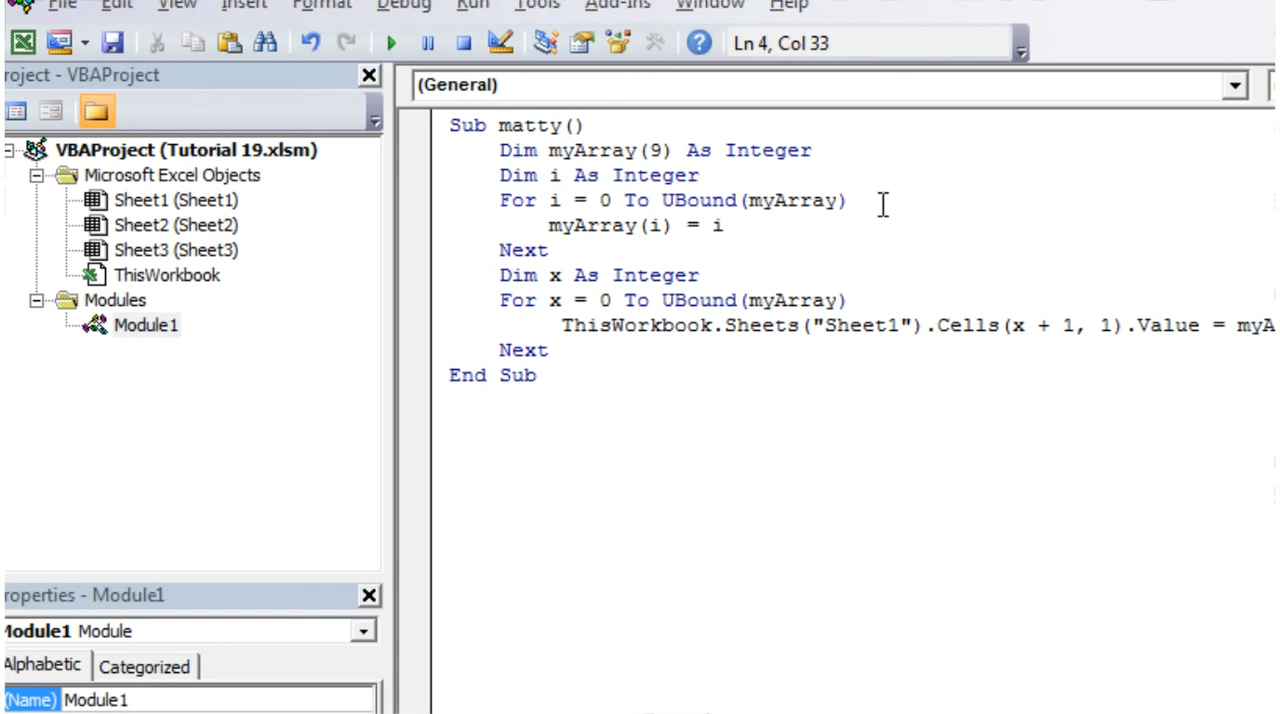 File Edit View Insert Format Debug Run Tools Add-Ins Window Help
Ln 4, Col 33
roject - VBAProject
(General)
VBAProject (Tutorial 19.xlsm)
Microsoft Excel Objects
Sheet1 (Sheet1)
Sheet2 (Sheet2)
Sheet3 (Sheet3)
ThisWorkbook
Modules
Module1
Sub matty()
Dim myArray(9) As Integer
Dim i As Integer
For i = 0 To UBound(myArray)
myArray(i) = i
Next
Dim x As Integer
For x = 0 To UBound(myArray)
ThisWorkbook.Sheets("Sheet1").Cells(x + 1, 1).Value = myA
Next
End Sub
roperties - Module1
Module1 Module
Alphabetic Categorized
(Name) Module1